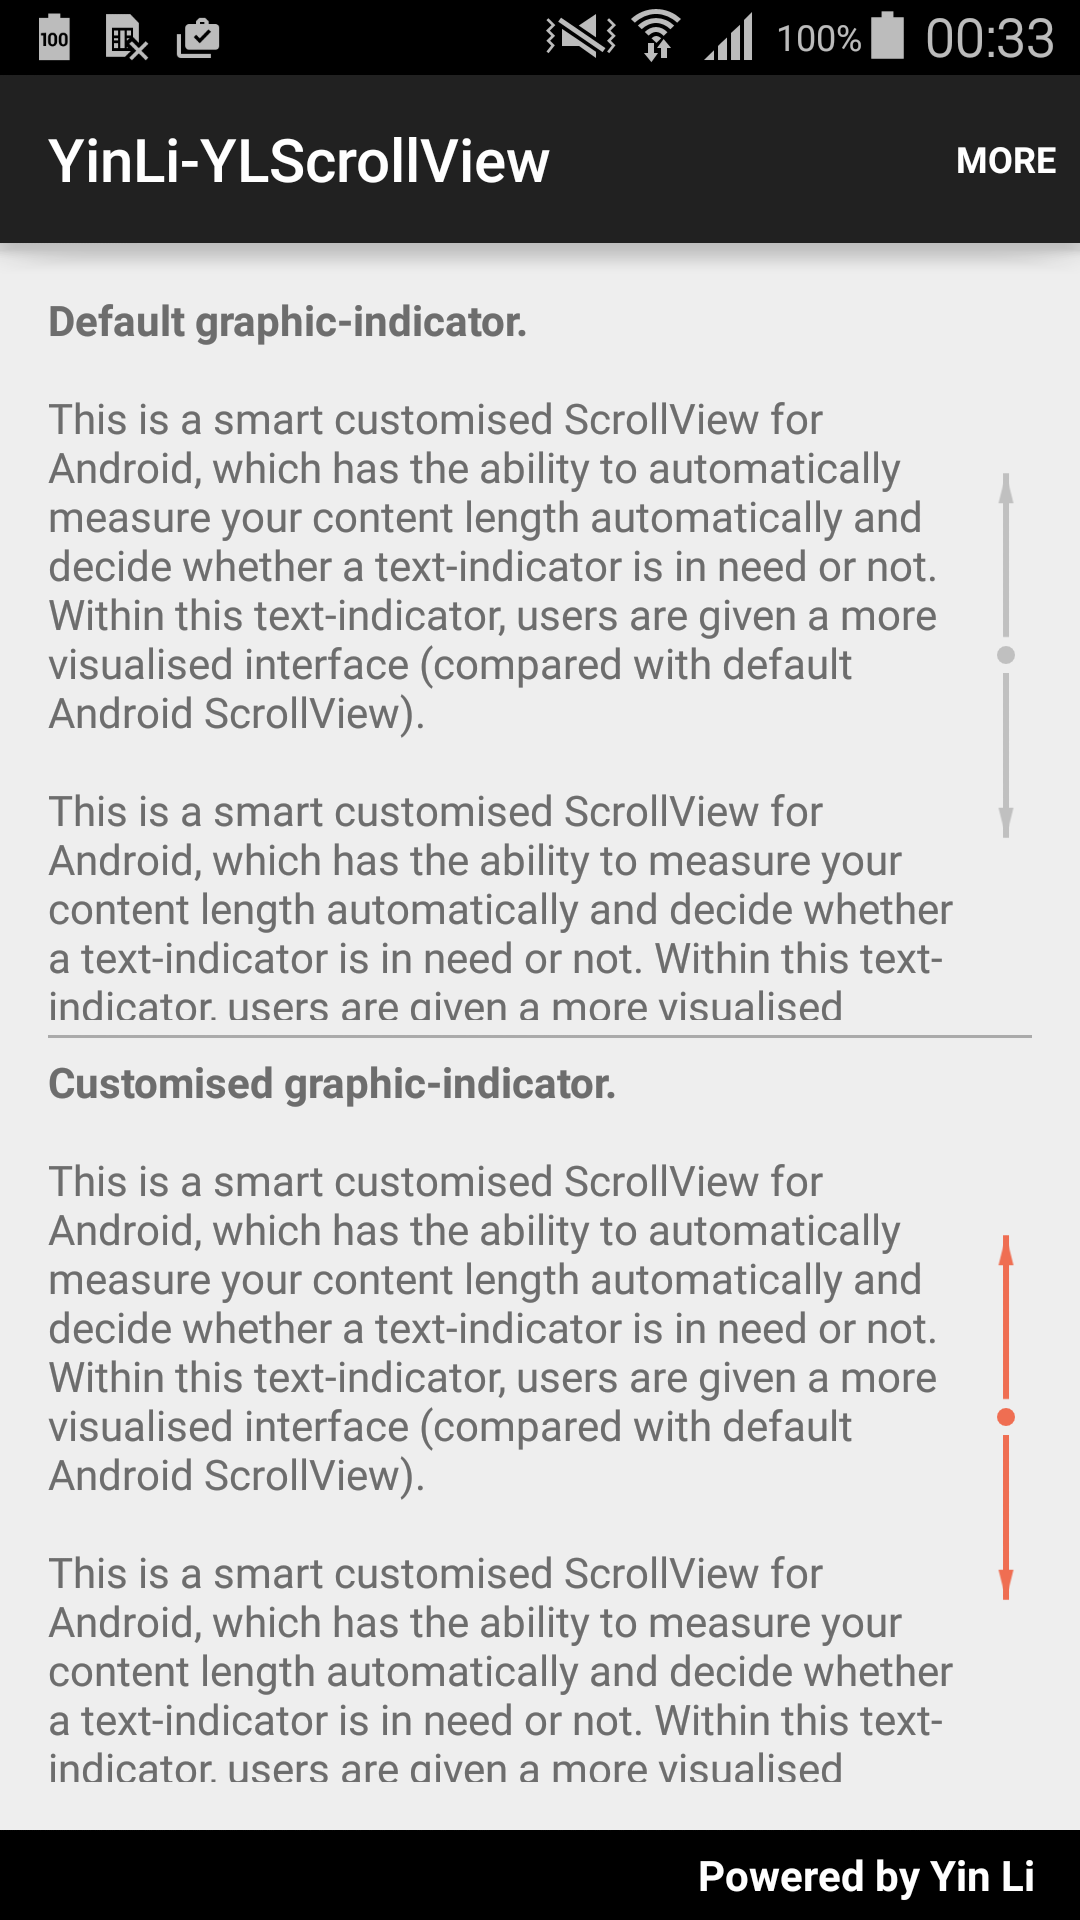 100
100%
00:33
YinLi-YLScrollView
MORE
Default graphic-indicator.
This is a smart customised ScrollView for
Android, which has the ability to automatically
measure your content length automatically and
decide whether a text-indicator is in need or not.
Within this text-indicator, users are given a more
visualised interface (compared with default
Android ScrollView).
This is a smart customised ScrollView for
Android, which has the ability to measure your
content length automatically and decide whether
a text-indicator is in need or not. Within this text-
indicator, users are given a more visualised
Customised graphic-indicator.
This is a smart customised ScrollView for
Android, which has the ability to automatically
measure your content length automatically and
decide whether a text-indicator is in need or not.
Within this text-indicator, users are given a more
visualised interface (compared with default
Android ScrollView).
This is a smart customised ScrollView for
Android, which has the ability to measure your
content length automatically and decide whether
a text-indicator is in need or not. Within this text-
indicator, users are given a more visualised
Powered by Yin Li